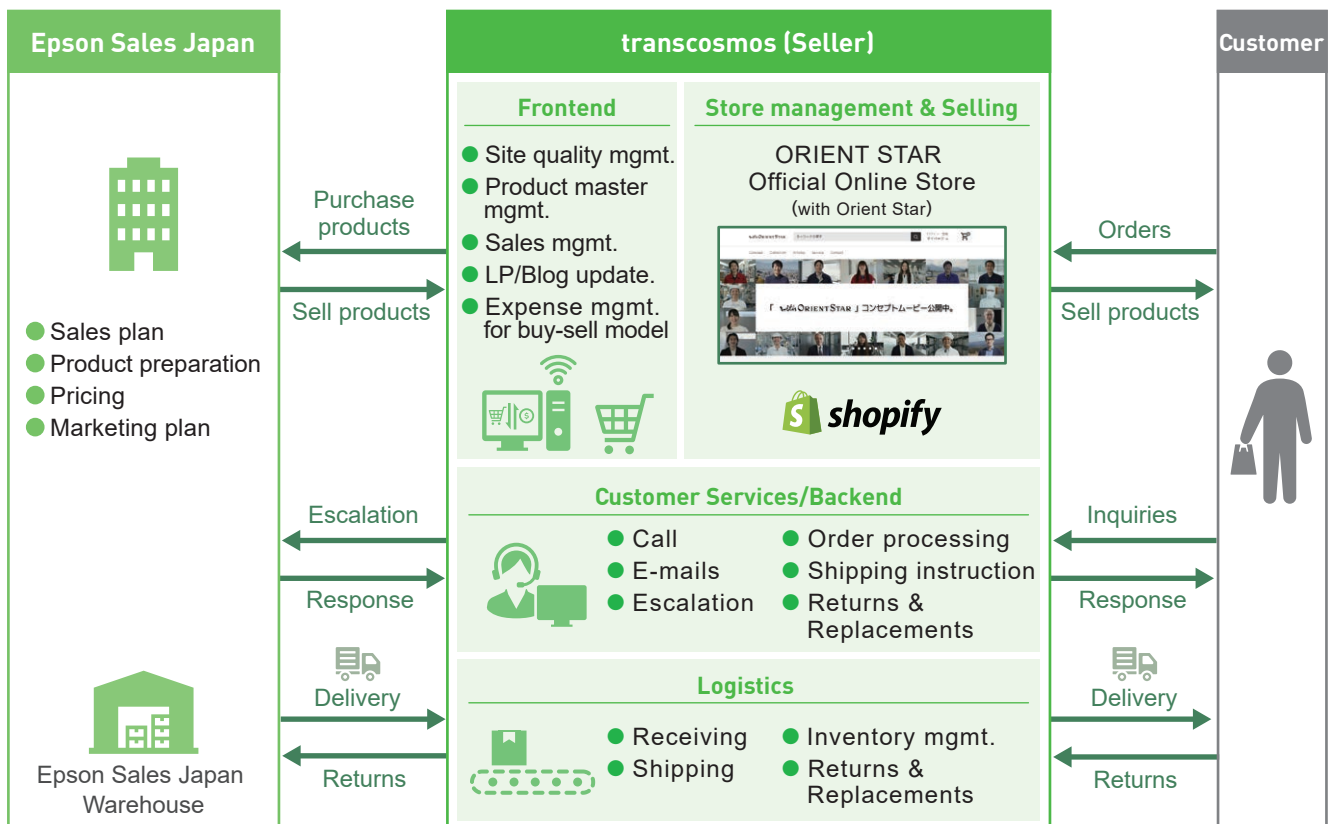 Epson Sales Japan
Sales plan
Product preparation
Pricing
Marketing plan
Epson Sales Japan
Warehouse
Purchase
products
Sell products
Escalation
Response
Delivery
Returns
transcosmos (Seller)
Frontend
Site quality mgmt.
Product master
mgmt.
Sales mgmt.
LP/Blog update.
Expense mgmt.
for buy-sell model
Store management & Selling
ORIENT STAR
Official Online Store
(with Orient Star)
ORIENT STAR
「 with ORIENT STAR 」コンセプトムービー公開中。
shopify
Customer Services/Backend
Call
E-mails
Escalation
Order processing
Shipping instruction
Returns &
Replacements
Logistics
Receiving
Shipping
Inventory mgmt.
Returns &
Replacements
Orders
Sell products
Inquiries
Response
Delivery
Returns
Customer